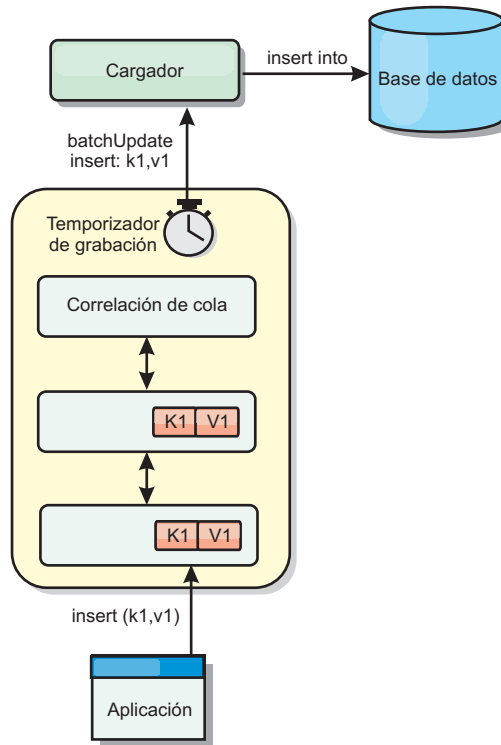 Cargador
insert into
Base de datos
batchUpdate
insert: k1,v1
Temporizador
de grabación
Correlación de cola
K1 V1
K1 V1
insert (k1,v1)
Aplicación